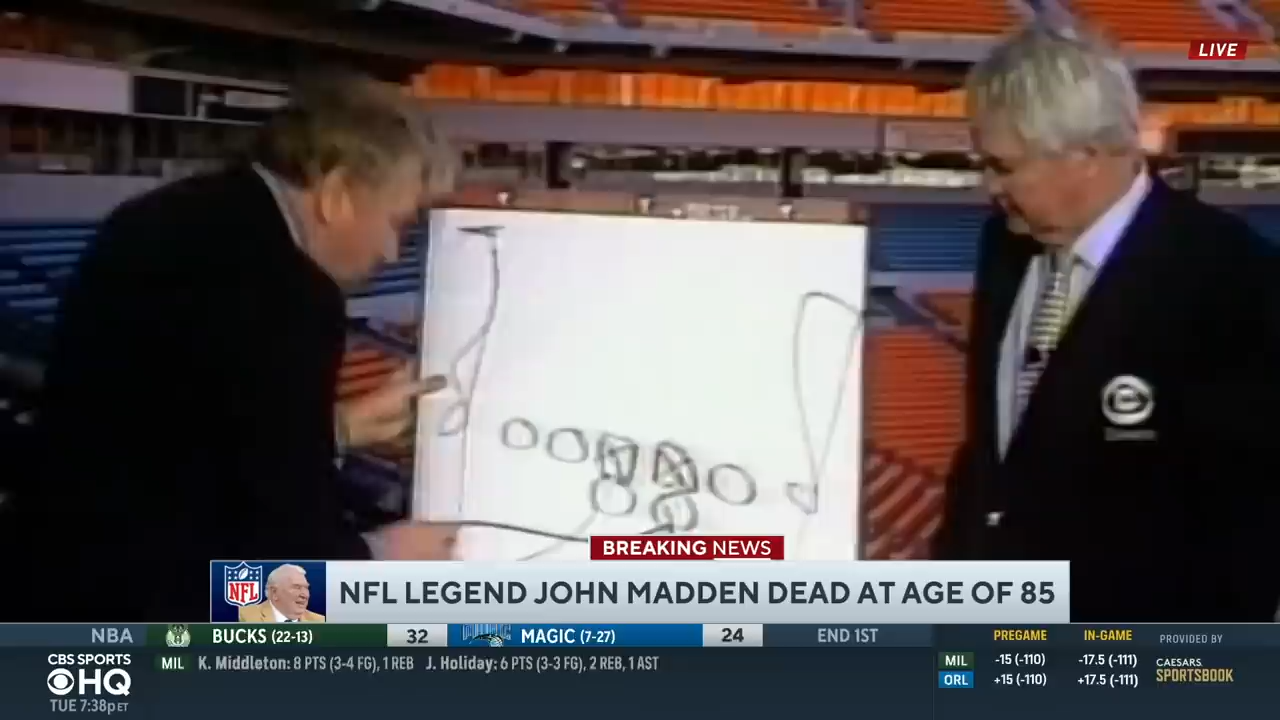 LIVE
BREAKING NEWS
NFL
NFL LEGEND JOHN MADDEN DEAD AT AGE OF 85
NBA BUCKS (22-13) 32 MAGIC (7-27) 24 END 1ST
PREGAME IN-GAME PROVIDED BY
CBS SPORTS
HQ
TUE 7:38p ET
MIL K. Middleton: 8 PTS (3-4 FG), 1 REB J. Holiday: 6 PTS (3-3 FG), 2 REB, 1 AST
MIL -15 (-110) -17.5 (-111)
ORL +15 (-110) +17.5 (-111)
CAESARS
SPORTSBOOK